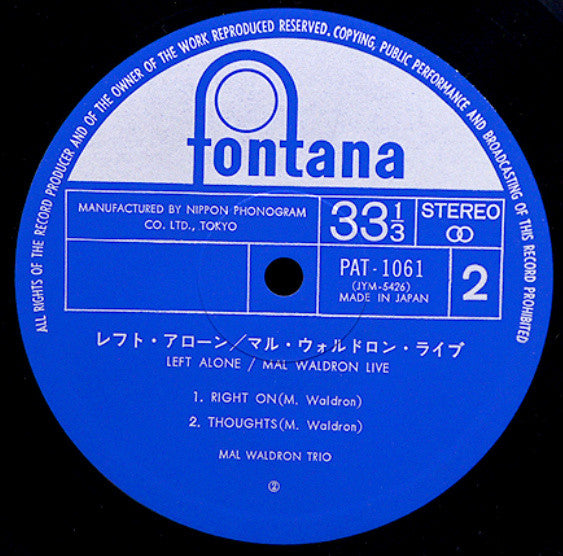 ALL RIGHTS OF THE RECORD PRODUCER AND OF THE OWNER OF THE WORK REPRODUCED RESERVED. COPYING, PUBLIC PERFORMANCE AND BROADCASTING OF THIS RECORD PROHIBITED
fontana
MANUFACTURED BY NIPPON PHONOGRAM
CO. LTD., TOKYO
33 1/3
STEREO
PAT-1061
(JYM-5426)
MADE IN JAPAN
2
レフト・アローン／マル・ウォルドロン・ライブ
LEFT ALONE / MAL WALDRON LIVE
1. RIGHT ON(M. Waldron)
2. THOUGHTS(M. Waldron)
MAL WALDRON TRIO
②